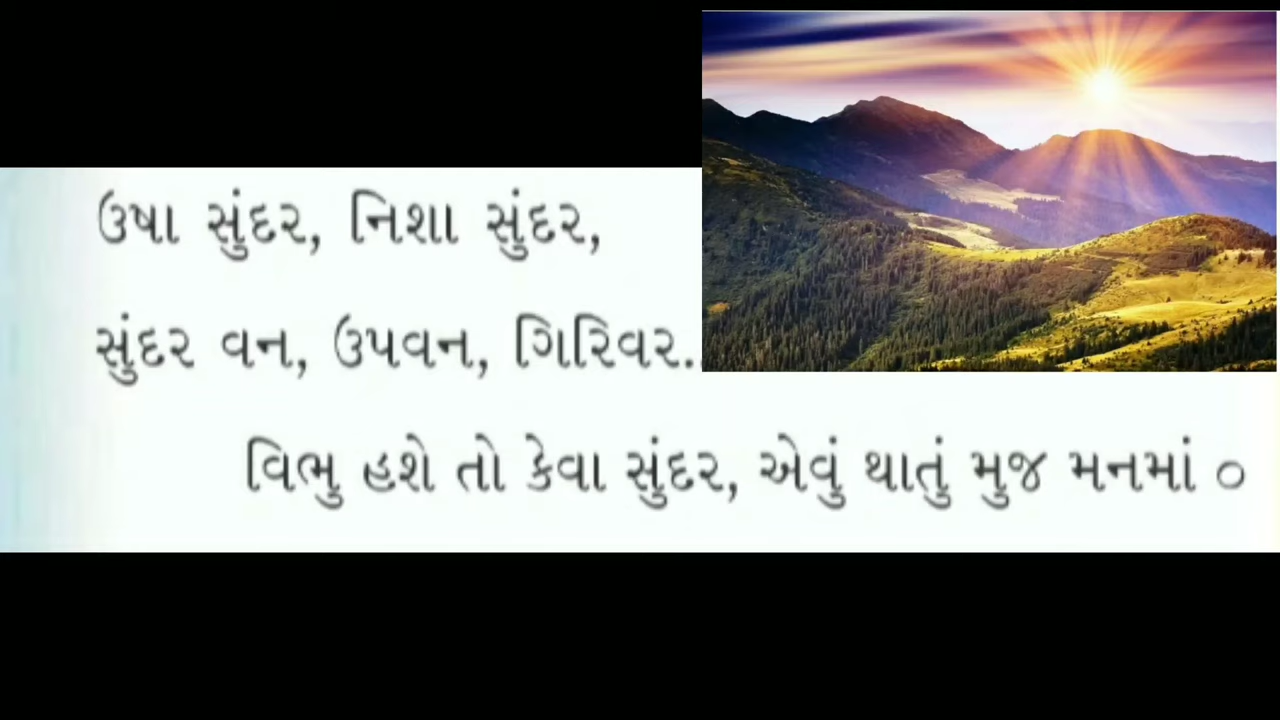 ઉષા સુંદર, નિશા સુંદર,
સુંદર વન, ઉપવન, ગિરિવર..
વિભુ હશે તો કેવા સુંદર, એવું થાતું મુજ મનમાં ૦